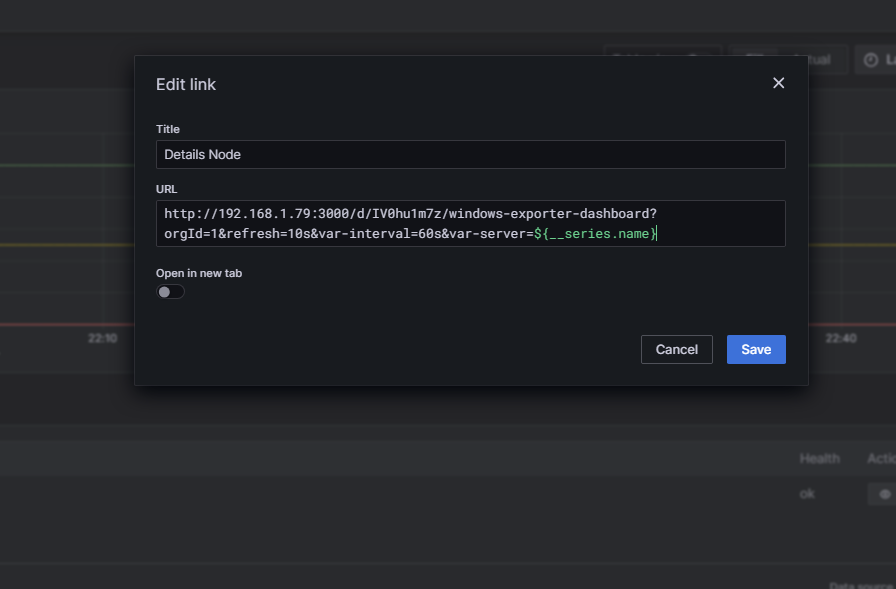 Edit link
Title
Details Node
URL
http://192.168.1.79:3000/d/IV0hu1m7z/windows-exporter-dashboard?
orgId=1&refresh=10s&var-interval=60s&var-server=${__series.name}
Open in new tab
22:10
22:40
Cancel
Save
Health
ok
Data source